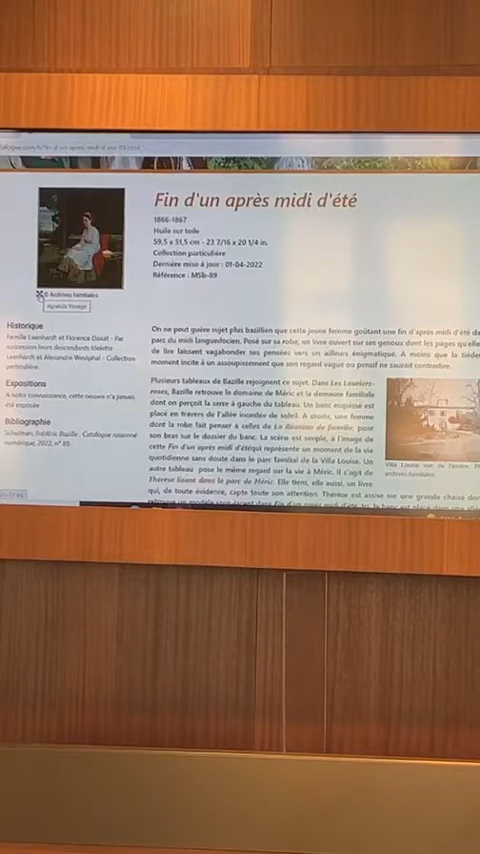 Fin d'un après midi d'été
1866-1867
Huile sur toile
59,5 x 51,5 cm - 23 7/16 x 20 1/4 in.
Collection particulière
Dernière mise à jour : 01-04-2022
Référence : MSb-89
© Archives familiales
Agrandir l'image
Historique
Famille Leenhardt et Florence Doxat - Par
succession leurs descendants Idelette
Leenhardt et Alexandre Westphal - Collection
particulière.
Expositions
A notre connaissance, cette oeuvre n'a jamais
été exposée
Bibliographie
Schulman, Frédéric Bazille : Catalogue raisonné
numérique, 2022, n° 89.
On ne peut guère sujet plus bazillien que cette jeune femme goûtant une fin d'après midi d'été da
parc du midi languedocien. Posé sur sa robe, un livre ouvert sur ses genoux dont les pages qu'elle
de lire laissent vagabonder ses pensées vers un ailleurs énigmatique. A moins que la tiédeu
moment incite à un assoupissement que son regard vague ou pensif ne saurait contredire.
Plusieurs tableaux de Bazille rejoignent ce sujet. Dans Les Lauriers-
roses, Bazille retrouve le domaine de Méric et la demeure familiale
dont on perçoit la serre à gauche du tableau. Un banc esquissé est
placé en travers de l'allée inondée de soleil. A droite, une femme
dont la robe fait penser à celles de La Réunion de famille, pose
son bras sur le dossier du banc. La scène est simple, à l'image de
cette Fin d'un après midi d'été qui représente un moment de la vie
quotidienne sans doute dans le parc familial de la Villa Louise. Un
autre tableau pose le même regard sur la vie à Méric. Il s'agit de
Thérèse lisant dans le parc de Méric. Elle tient, elle aussi, un livre
qui, de toute évidence, capte toute son attention. Thérèse est assise sur une grande chaise don
Villa Louise vue de l'arrière
archives familiales